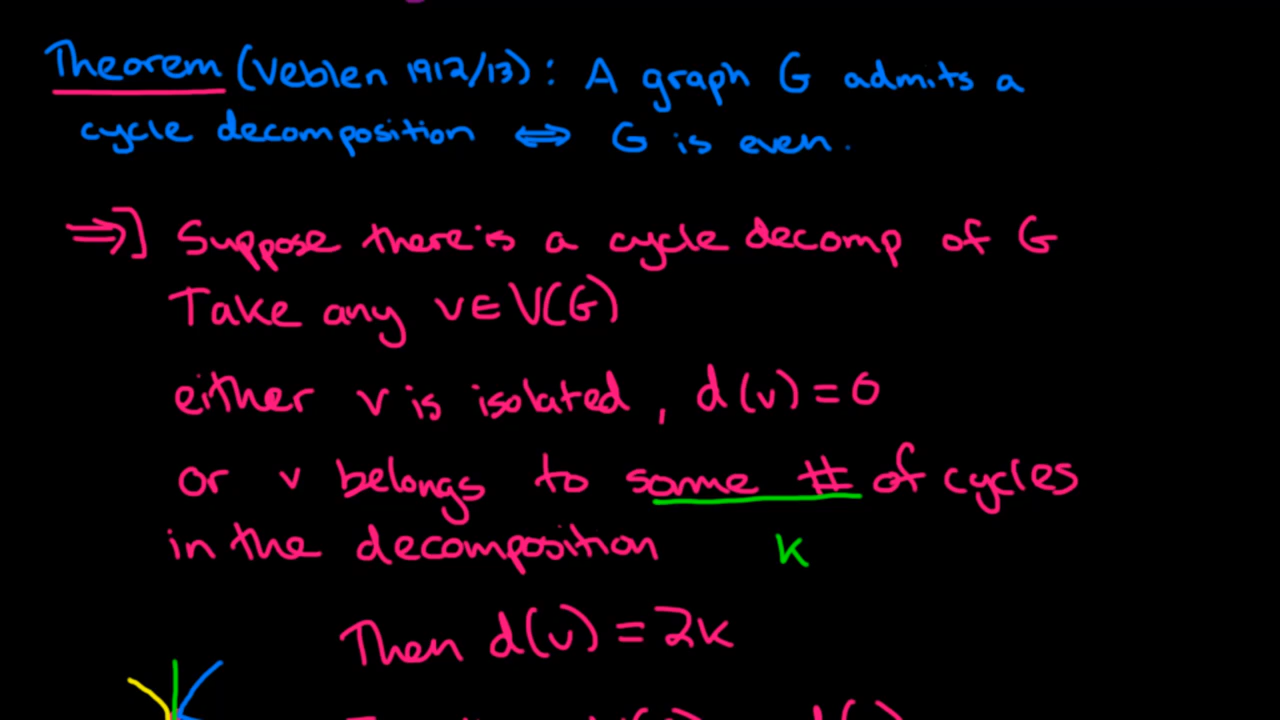 Theorem (Veblen 1912/13): A graph G admits a
cycle decomposition ⟺ G is even.
⟹] Suppose there is a cycle decomp of G
Take any v∈V(G)
either v is isolated, d(v)=0
or v belongs to some # of cycles
in the decomposition k
Then d(v)=2k